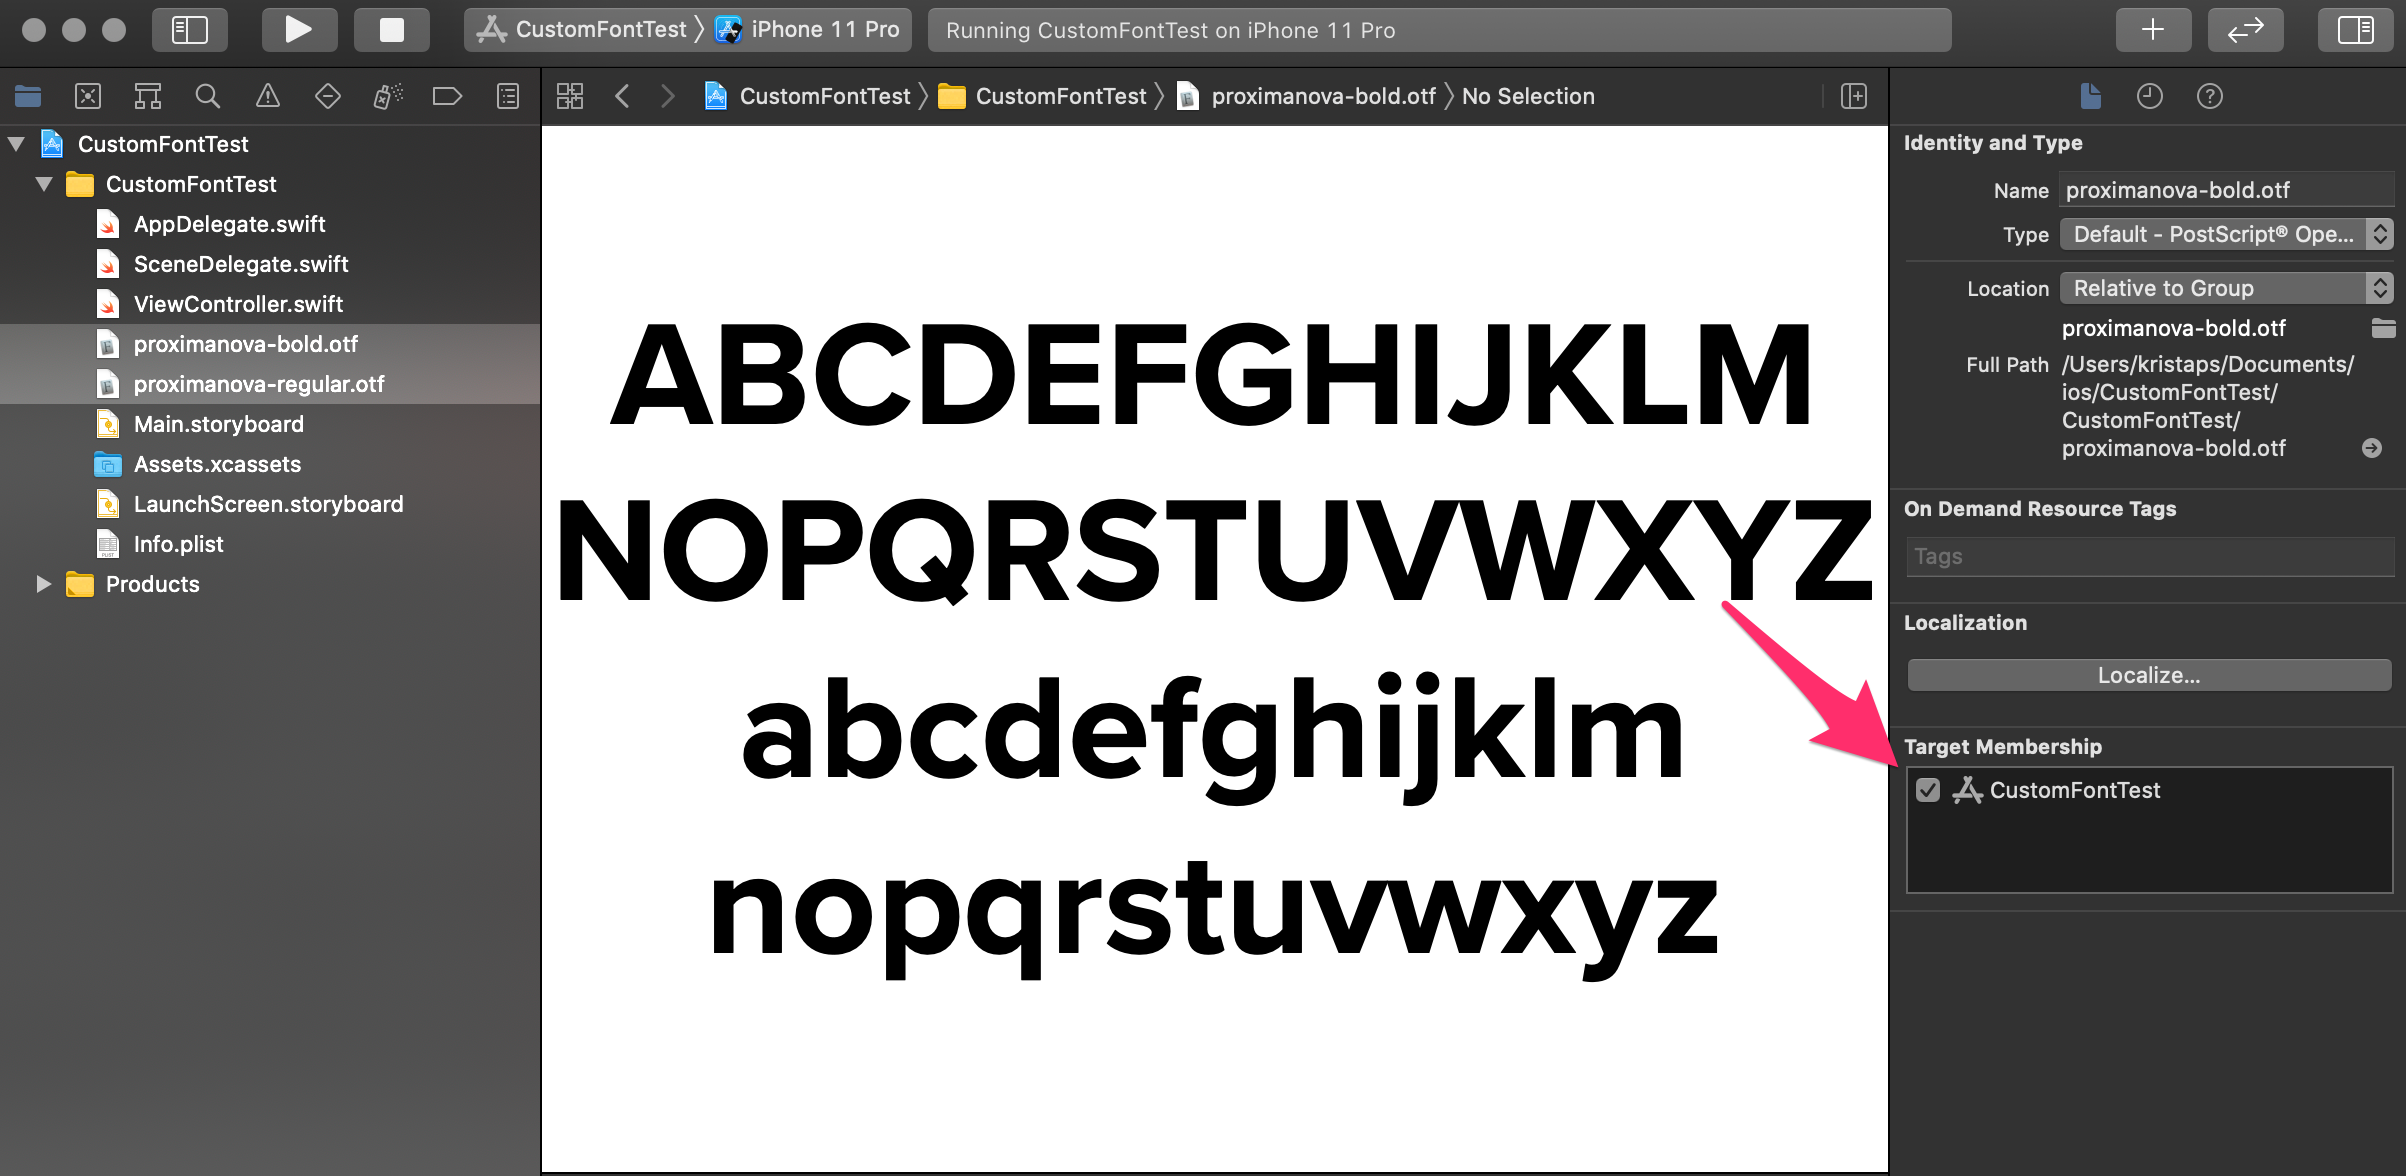 CustomFontTest 〉 iPhone 11 Pro
Running CustomFontTest on iPhone 11 Pro
CustomFontTest 〉 CustomFontTest 〉 proximanova-bold.otf 〉 No Selection
CustomFontTest
CustomFontTest
AppDelegate.swift
SceneDelegate.swift
ViewController.swift
proximanova-bold.otf
proximanova-regular.otf
Main.storyboard
Assets.xcassets
LaunchScreen.storyboard
Info.plist
Products
ABCDEFGHIJKLM
NOPQRSTUVWXYZ
abcdefghijklm
nopqrstuvwxyz
Identity and Type
Name proximanova-bold.otf
Type Default - PostScript® Ope...
Location Relative to Group
proximanova-bold.otf
Full Path /Users/kristaps/Documents/
ios/CustomFontTest/
CustomFontTest/
proximanova-bold.otf
On Demand Resource Tags
Tags
Localization
Localize...
Target Membership
CustomFontTest